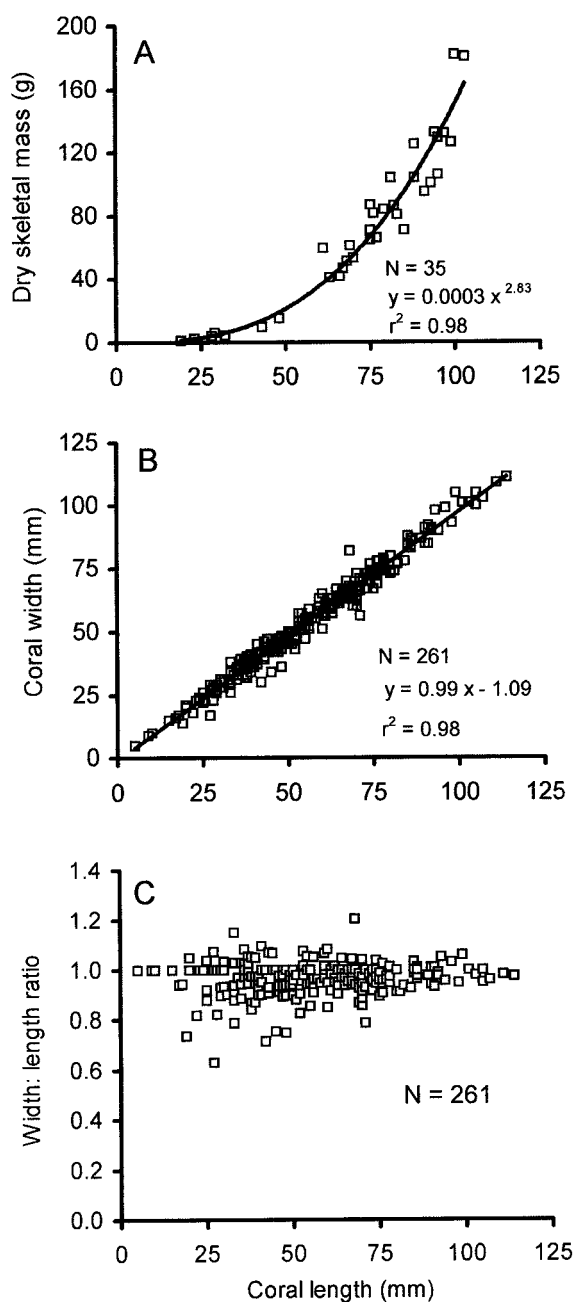 A
Dry skeletal mass (g)
200
160
120
80
40
0
N = 35
y = 0.0003 x^2.83
r² = 0.98
0 25 50 75 100 125
B
Coral width (mm)
125
100
75
50
25
0
N = 261
y = 0.99 x - 1.09
r² = 0.98
0 25 50 75 100 125
C
Width: length ratio
1.4
1.2
1.0
0.8
0.6
0.4
0.2
0.0
N = 261
0 25 50 75 100 125
Coral length (mm)